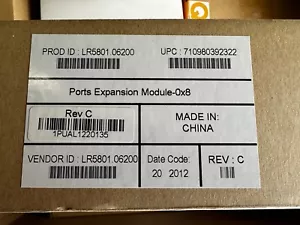 PROD ID : LR5801.06200 UPC : 710980392322
Ports Expansion Module-0x8
Rev C
1PUAL1220135
MADE IN:
CHINA
VENDOR ID : LR5801.06200
Date Code:
20 2012
REV : C